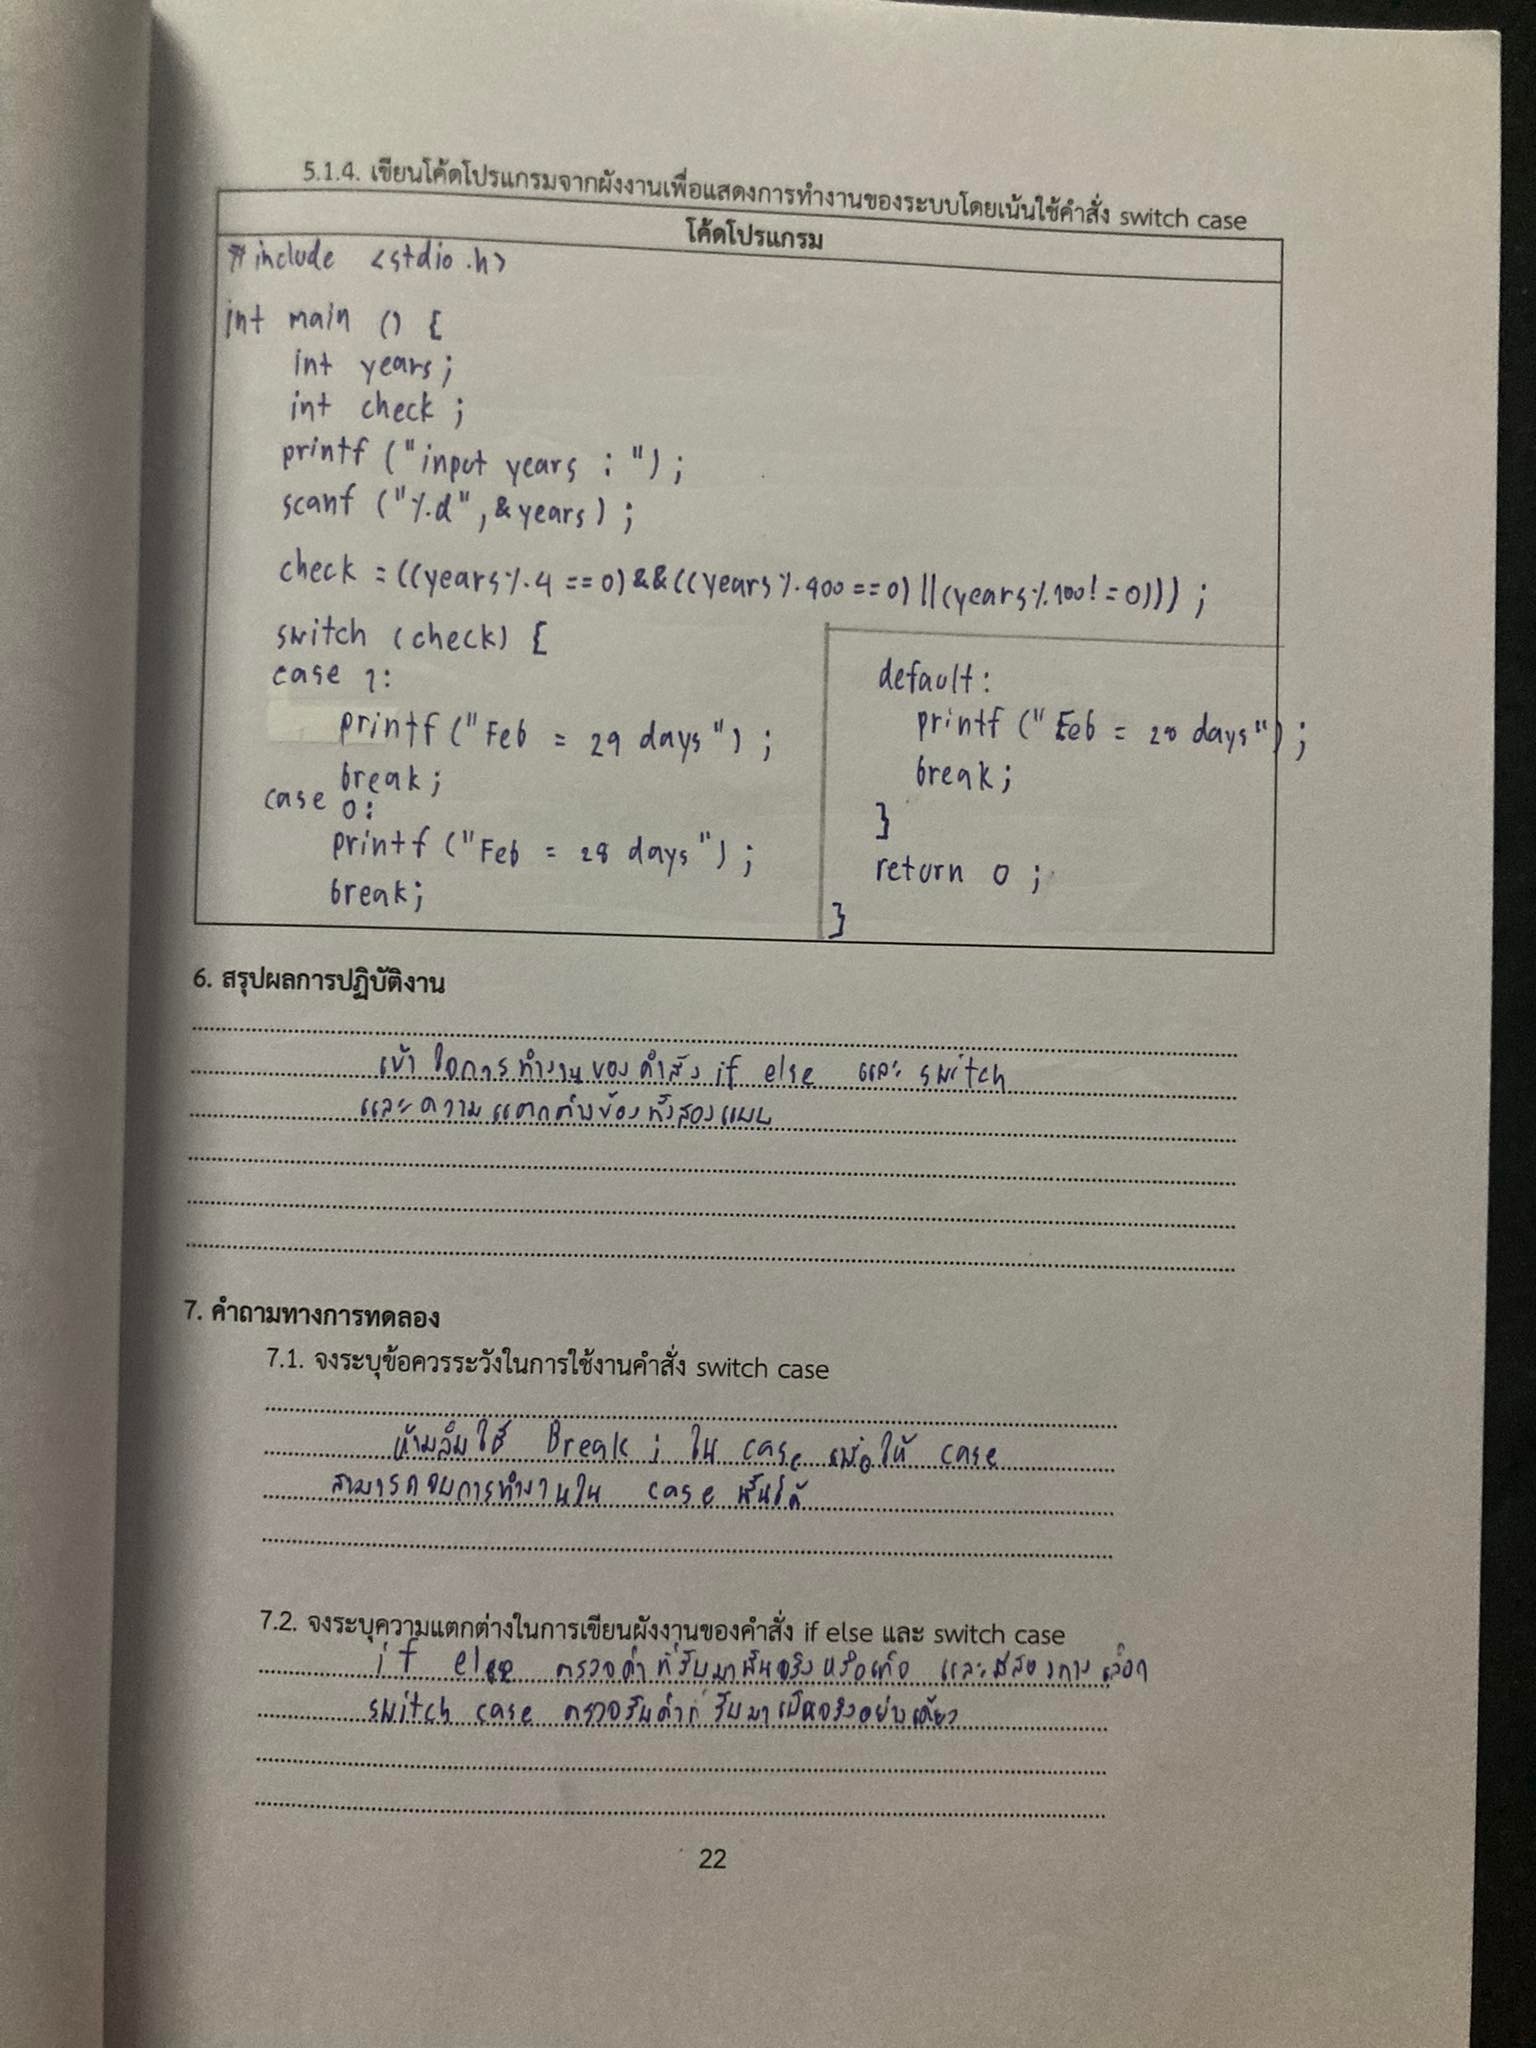 5.1.4. เขียนโค้ดโปรแกรมจากผังงานเพื่อแสดงการทำงานของระบบโดยเน้นใช้คำสั่ง switch case
โค้ดโปรแกรม
#include <stdio.h>
int main () {
int years;
int check ;
printf ("input years : ") ;
scanf ("%d", &years) ;
check = ((years%4 == 0) && ((years%400 == 0) || (years%100! = 0))) ;
switch (check) {
case 1:
printf ("Feb = 29 days") ;
break ;
case 0:
printf ("Feb = 28 days") ;
break;
default:
printf ("Feb = 28 days") ;
break ;
}
return 0 ;
}
6. สรุปผลการปฏิบัติงาน
เข้าใจการทำงานของคำสั่ง if else และ switch
และความแตกต่างของทั้งสองแบบ
7. คำถามทางการทดลอง
7.1. จงระบุข้อควรระวังในการใช้งานคำสั่ง switch case
ห้ามลืมใช้ Break ; ใน case เพื่อให้ case
สามารถจบการทำงานใน case นั้นได้
7.2. จงระบุความแตกต่างในการเขียนผังงานของคำสั่ง if else และ switch case
if else ตรวจค่าที่รับมาเป็นจริงหรือเท็จ และมีสองทางเลือก
switch case ตรวจรับค่าที่รับมาเป็นจริงอย่างเดียว
22